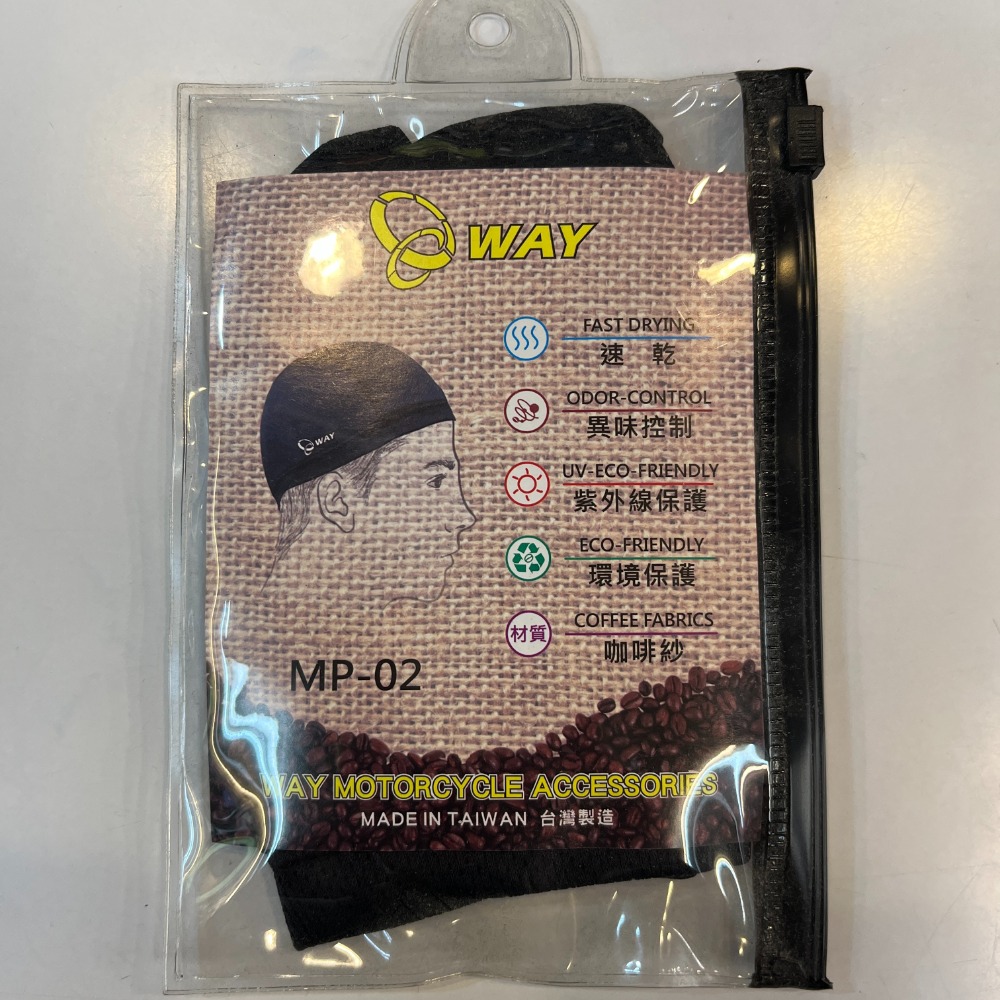 WAY
FAST DRYING
速 乾
ODOR-CONTROL
異味控制
WAY
UV-ECO-FRIENDLY
紫外線保護
ECO-FRIENDLY
環境保護
材質
COFFEE FABRICS
咖啡紗
MP-02
WAY MOTORCYCLE ACCESSORIES
MADE IN TAIWAN 台灣製造